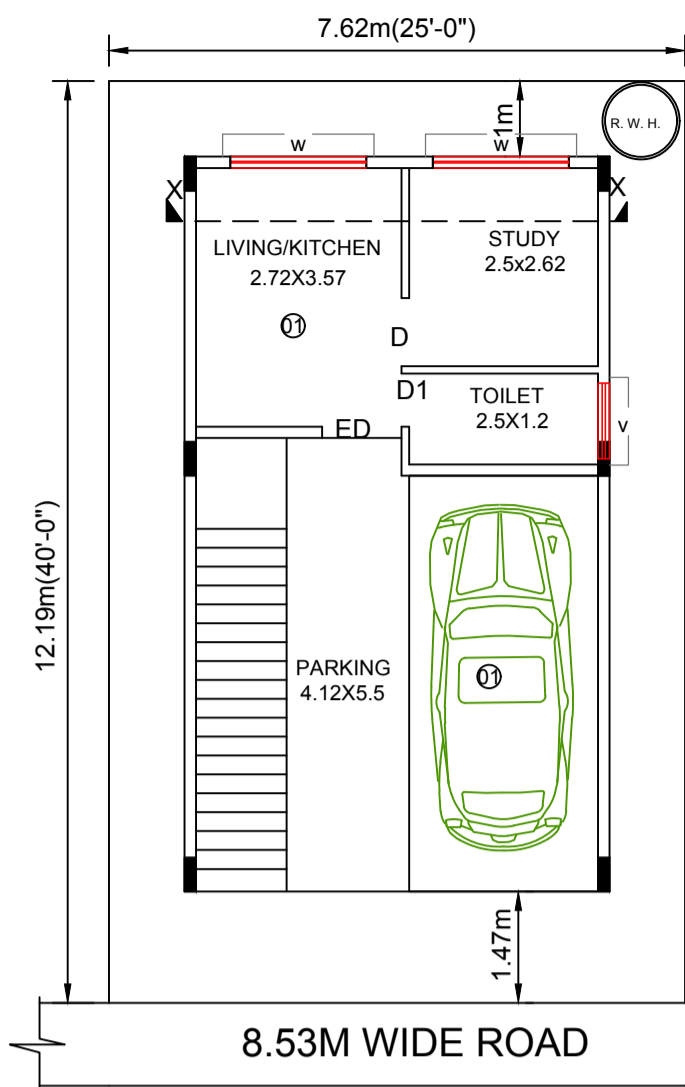 7.62m(25'-0")
1m
R. W. H.
w
w
X
X
LIVING/KITCHEN
2.72X3.57
STUDY
2.5x2.62
01
D
D1
TOILET
2.5X1.2
ED
v
12.19m(40'-0")
PARKING
4.12X5.5
01
1.47m
8.53M WIDE ROAD